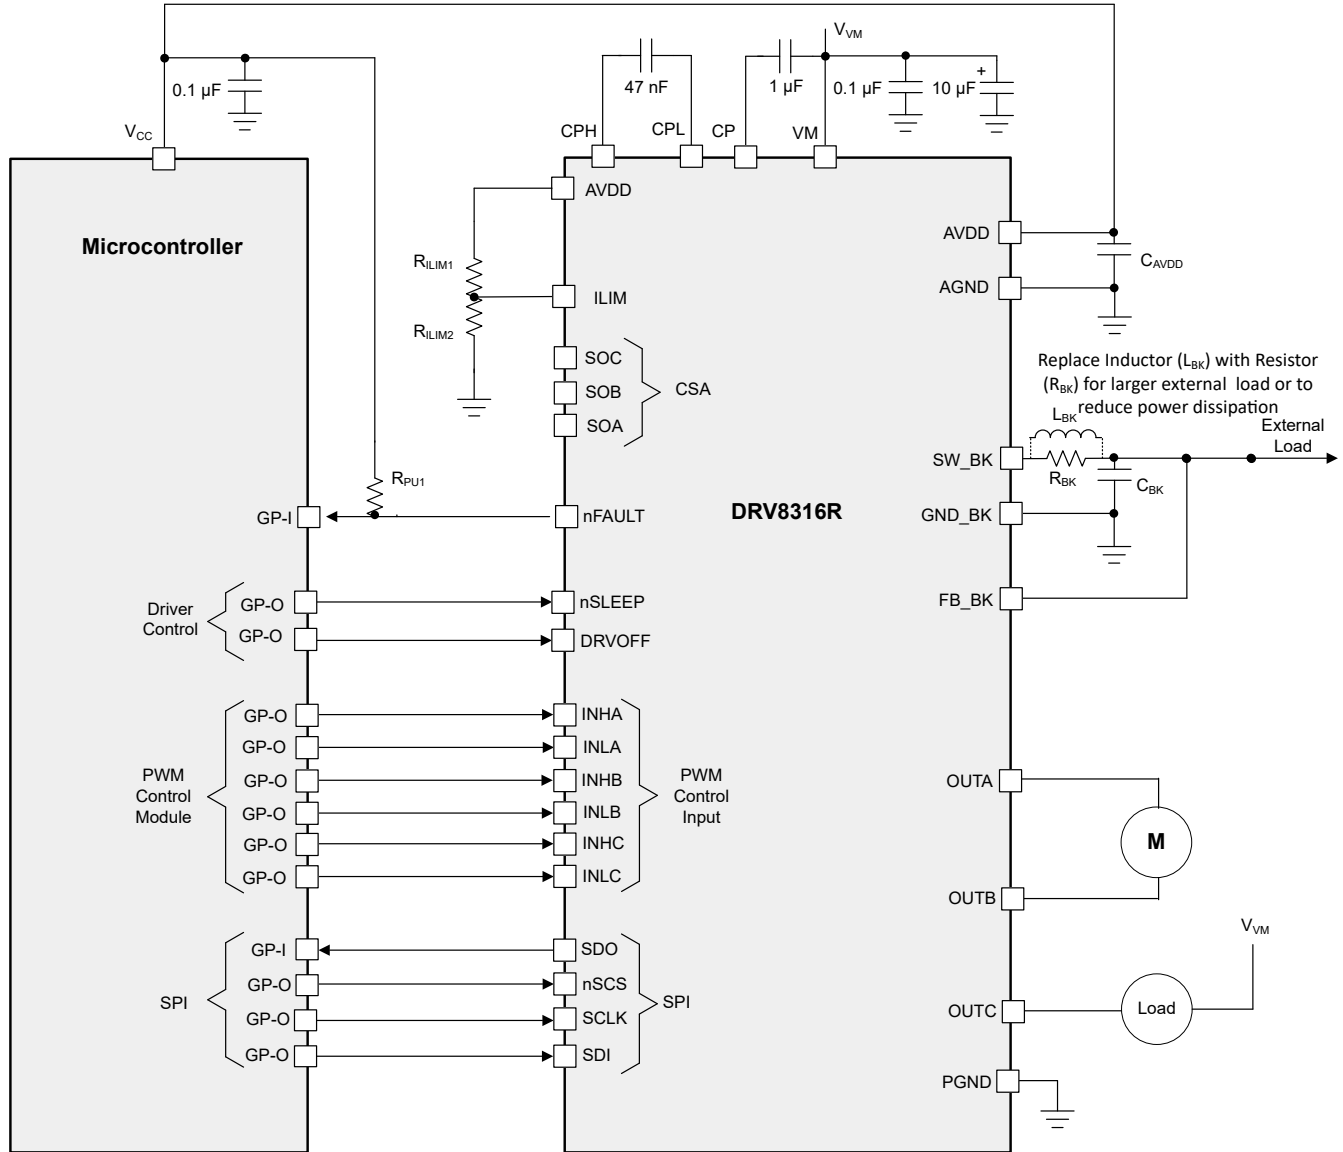 V_VM
+
0.1 µF
47 nF
1 µF
0.1 µF
10 µF
V_CC
CPH
CPL
CP
VM
Microcontroller
AVDD
R_ILIM1
ILIM
R_ILIM2
SOC
SOB
SOA
CSA
AVDD
C_AVDD
AGND
Replace Inductor (L_BK) with Resistor
(R_BK) for larger external load or to
reduce power dissipation
L_BK
External
Load
SW_BK
R_BK
C_BK
R_PU1
GP-I
nFAULT
DRV8316R
GND_BK
Driver
Control
GP-O
GP-O
nSLEEP
DRVOFF
FB_BK
PWM
Control
Module
GP-O
GP-O
GP-O
GP-O
GP-O
GP-O
INHA
INLA
INHB
INLB
INHC
INLC
PWM
Control
Input
OUTA
M
OUTB
V_VM
SPI
GP-I
GP-O
GP-O
GP-O
SDO
nSCS
SCLK
SDI
SPI
OUTC
Load
PGND